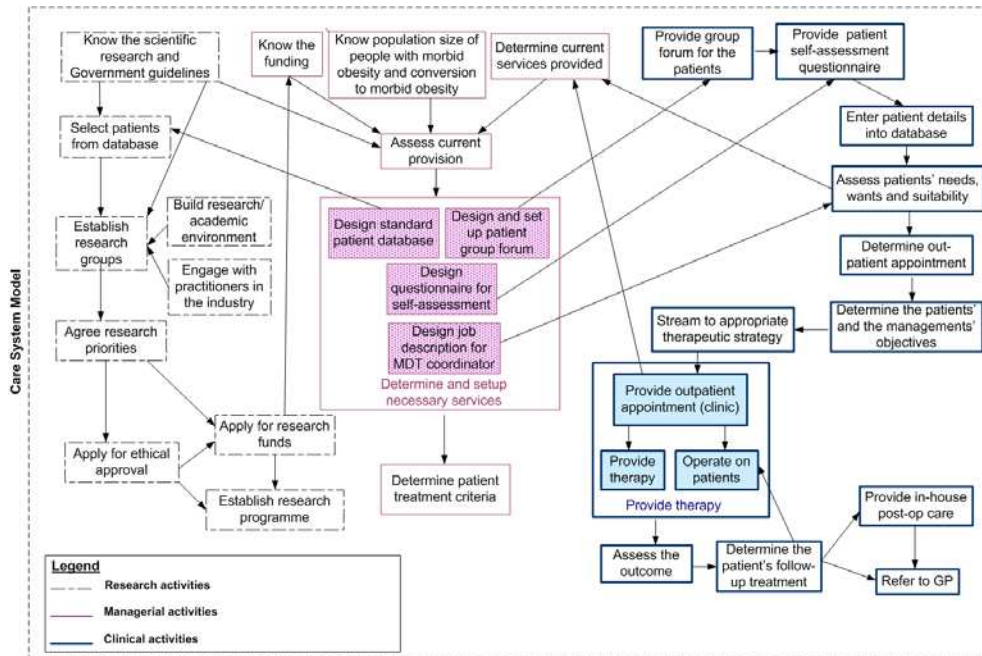 Care System Model
Know the scientific
research and
Government guidelines
Select patients
from database
Establish
research
groups
Build research/
academic
environment
Engage with
practitioners in
the industry
Agree research
priorities
Apply for research
funds
Apply for ethical
approval
Establish research
programme
Know the
funding
Know population size of
people with morbid
obesity and conversion
to morbid obesity
Determine current
services provided
Assess current
provision
Design standard
patient database
Design and set
up patient
group forum
Design
questionnaire for
self-assessment
Design job
description for
MDT coordinator
Determine and setup
necessary services
Determine patient
treatment criteria
Provide group
forum for the
patients
Provide patient
self-assessment
questionnaire
Enter patient details
into database
Assess patients' needs,
wants and suitability
Determine out-
patient appointment
Determine the patients'
and the managements'
objectives
Stream to appropriate
therapeutic strategy
Provide outpatient
appointment (clinic)
Provide
therapy
Operate on
patients
Provide therapy
Assess the
outcome
Determine the
patient's follow-
up treatment
Provide in-house
post-op care
Refer to GP
Legend
Research activities
Managerial activities
Clinical activities